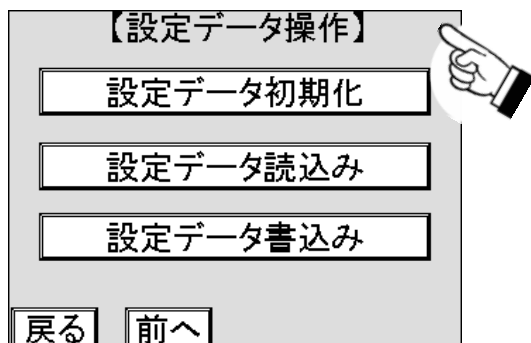 【設定データ操作】
設定データ初期化
設定データ読込み
設定データ書込み
戻る 前へ